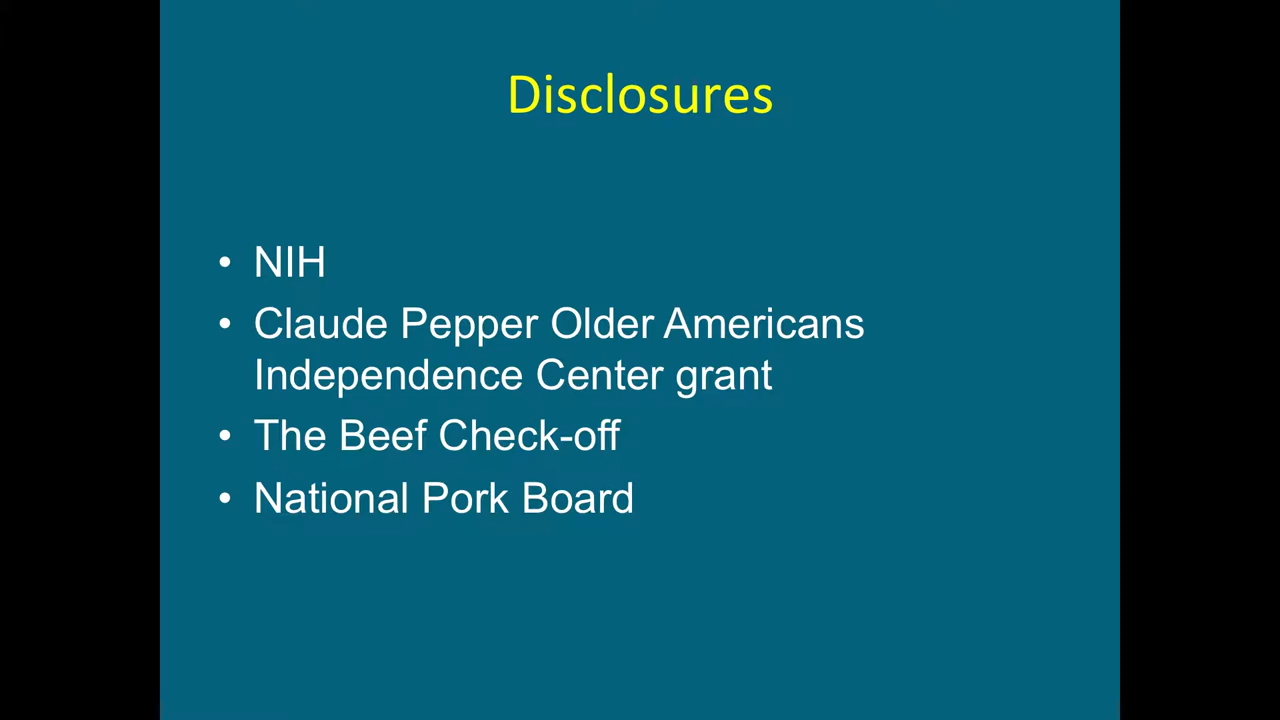 Disclosures
• NIH
• Claude Pepper Older Americans
Independence Center grant
• The Beef Check-off
• National Pork Board